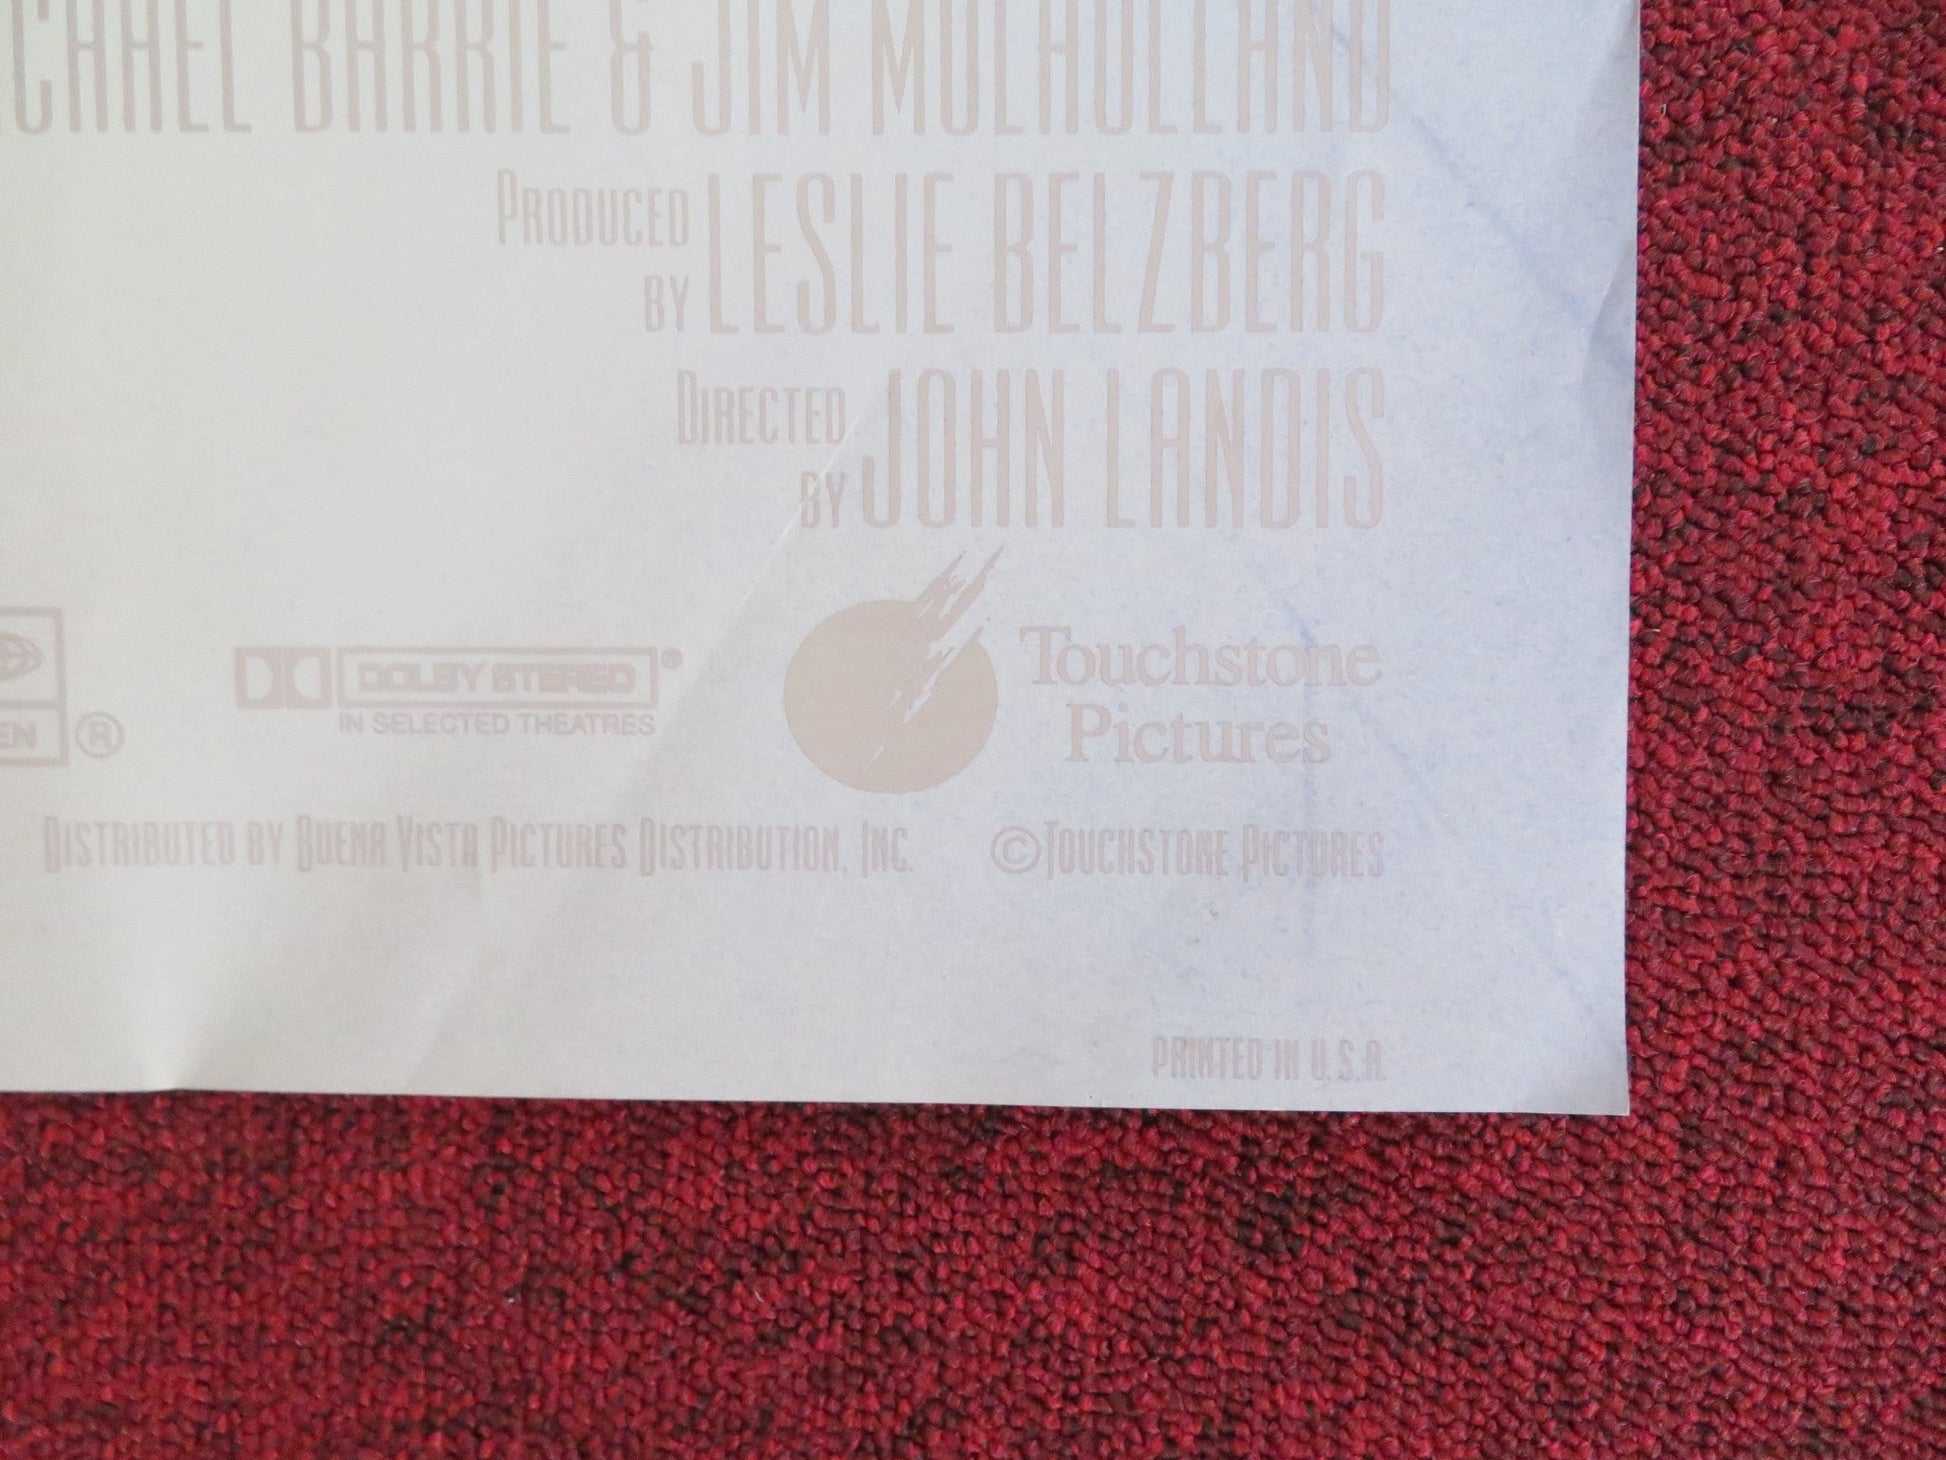 CHAEL BARRIE & JIM MULHOLLAND
PRODUCED BY LESLIE BELZBERG
DIRECTED BY JOHN LANDIS
EN ®
DOLBY STEREO ®
IN SELECTED THEATRES
Touchstone
Pictures
DISTRIBUTED BY BUENA VISTA PICTURES DISTRIBUTION, INC. ©TOUCHSTONE PICTURES
PRINTED IN U.S.A.